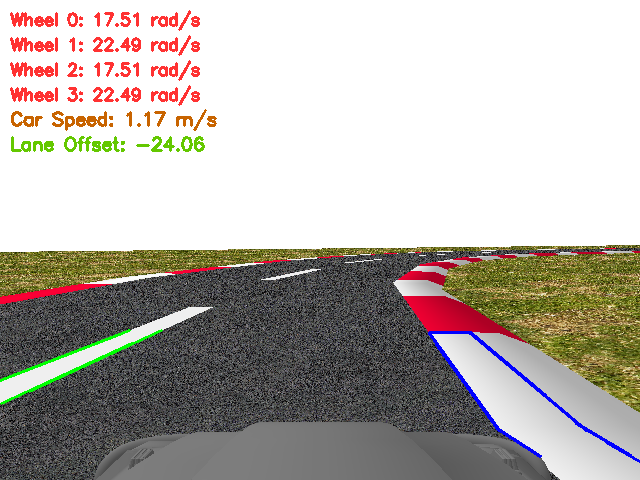 Wheel 0: 17.51 rad/s
Wheel 1: 22.49 rad/s
Wheel 2: 17.51 rad/s
Wheel 3: 22.49 rad/s
Car Speed: 1.17 m/s
Lane Offset: -24.06